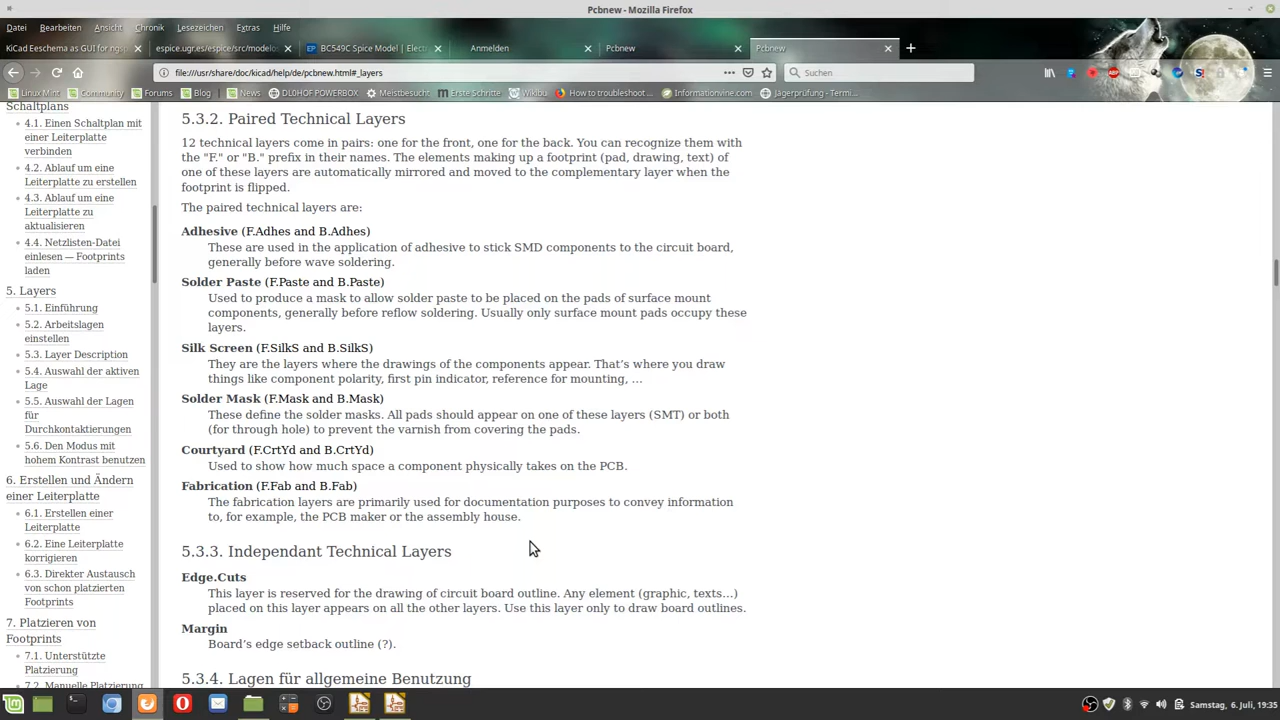 Pcbnew - Mozilla Firefox
Datei Bearbeiten Ansicht Chronik Lesezeichen Extras Hilfe
KiCad Eeschema as GUI for ngsp
espice.ugr.es/espice/src/modelo
BC549C Spice Model | Elect
Anmelden
Pcbnew
Pcbnew
file:///usr/share/doc/kicad/help/de/pcbnew.html#_layers
Suchen
Linux Mint Community Forums Blog News DL0HOF POWERBOX Meistbesucht Erste Schritte Wikibu How to troubleshoot ... Informationvine.com Jägerprüfung - Termi...
Schaltplans
4.1. Einen Schaltplan mit
einer Leiterplatte
verbinden
4.2. Ablauf um eine
Leiterplatte zu erstellen
4.3. Ablauf um eine
Leiterplatte zu
aktualisieren
4.4. Netzlisten-Datei
einlesen — Footprints
laden
5. Layers
5.1. Einführung
5.2. Arbeitslagen
einstellen
5.3. Layer Description
5.4. Auswahl der aktiven
Lage
5.5. Auswahl der Lagen
für
Durchkontaktierungen
5.6. Den Modus mit
hohem Kontrast benutzen
6. Erstellen und Ändern
einer Leiterplatte
6.1. Erstellen einer
Leiterplatte
6.2. Eine Leiterplatte
korrigieren
6.3. Direkter Austausch
von schon platzierten
Footprints
7. Platzieren von
Footprints
7.1. Unterstützte
Platzierung
7.2. Manuelle Platzierung
5.3.2. Paired Technical Layers
12 technical layers come in pairs: one for the front, one for the back. You can recognize them with
the "F." or "B." prefix in their names. The elements making up a footprint (pad, drawing, text) of
one of these layers are automatically mirrored and moved to the complementary layer when the
footprint is flipped.
The paired technical layers are:
Adhesive (F.Adhes and B.Adhes)
These are used in the application of adhesive to stick SMD components to the circuit board,
generally before wave soldering.
Solder Paste (F.Paste and B.Paste)
Used to produce a mask to allow solder paste to be placed on the pads of surface mount
components, generally before reflow soldering. Usually only surface mount pads occupy these
layers.
Silk Screen (F.SilkS and B.SilkS)
They are the layers where the drawings of the components appear. That’s where you draw
things like component polarity, first pin indicator, reference for mounting, …
Solder Mask (F.Mask and B.Mask)
These define the solder masks. All pads should appear on one of these layers (SMT) or both
(for through hole) to prevent the varnish from covering the pads.
Courtyard (F.CrtYd and B.CrtYd)
Used to show how much space a component physically takes on the PCB.
Fabrication (F.Fab and B.Fab)
The fabrication layers are primarily used for documentation purposes to convey information
to, for example, the PCB maker or the assembly house.
5.3.3. Independant Technical Layers
Edge.Cuts
This layer is reserved for the drawing of circuit board outline. Any element (graphic, texts…)
placed on this layer appears on all the other layers. Use this layer only to draw board outlines.
Margin
Board’s edge setback outline (?).
5.3.4. Lagen für allgemeine Benutzung
Samstag, 6. Juli, 19:35